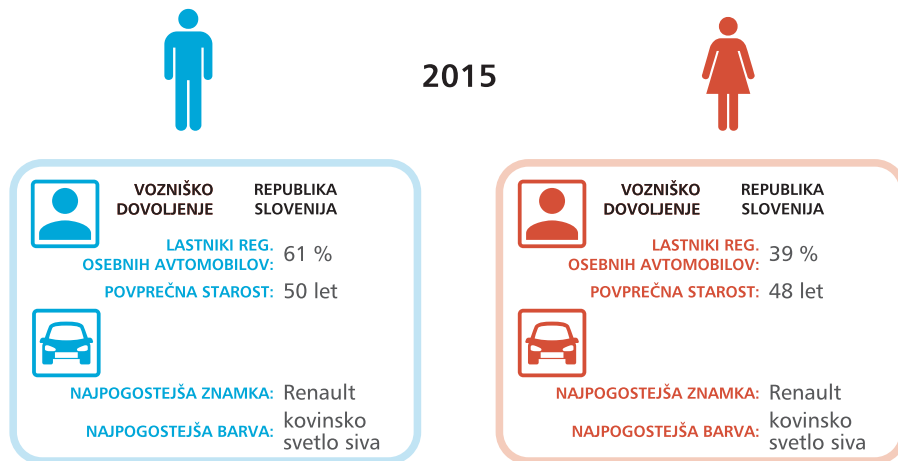 2015
VOZNIŠKO DOVOLJENJE
REPUBLIKA SLOVENIJA
LASTNIKI REG.
OSEBNIH AVTOMOBILOV: 61 %
POVPREČNA STAROST: 50 let
NAJPOGOSTEJŠA ZNAMKA: Renault
NAJPOGOSTEJŠA BARVA: kovinsko
svetlo siva
VOZNIŠKO DOVOLJENJE
REPUBLIKA SLOVENIJA
LASTNIKI REG.
OSEBNIH AVTOMOBILOV: 39 %
POVPREČNA STAROST: 48 let
NAJPOGOSTEJŠA ZNAMKA: Renault
NAJPOGOSTEJŠA BARVA: kovinsko
svetlo siva